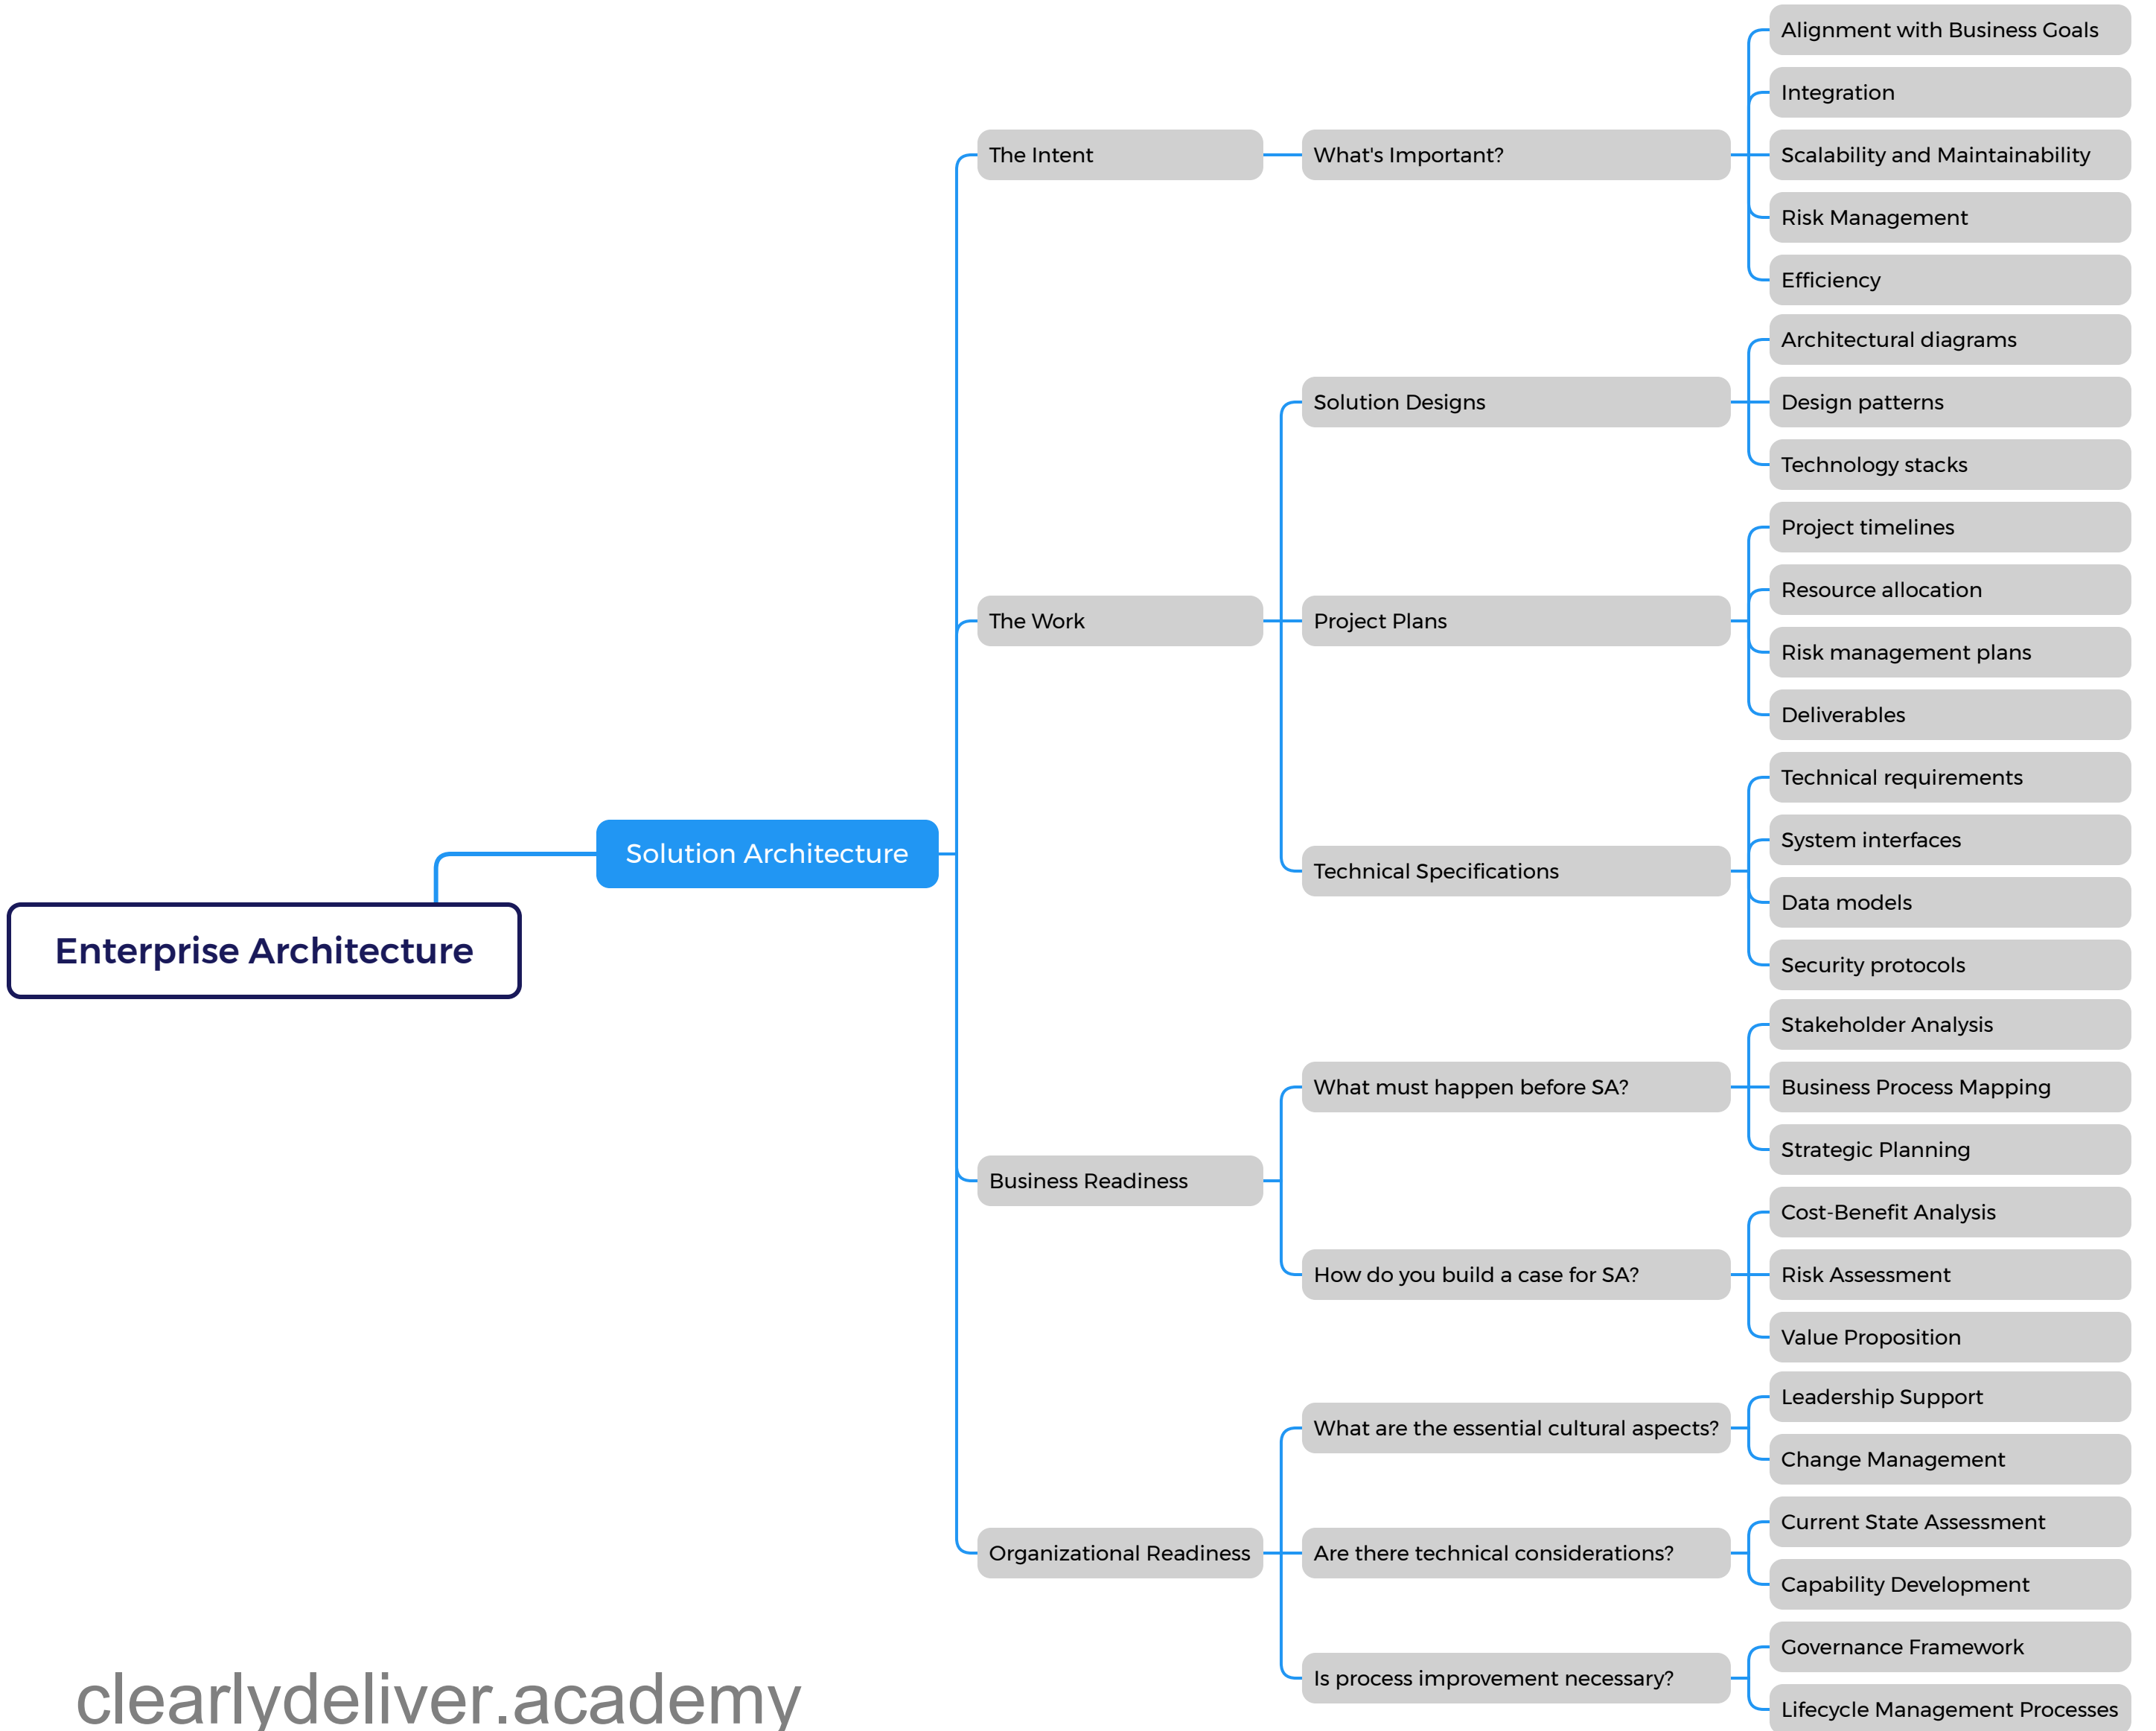 Enterprise Architecture
Solution Architecture
The Intent
What's Important?
Alignment with Business Goals
Integration
Scalability and Maintainability
Risk Management
Efficiency
The Work
Solution Designs
Architectural diagrams
Design patterns
Technology stacks
Project Plans
Project timelines
Resource allocation
Risk management plans
Deliverables
Technical Specifications
Technical requirements
System interfaces
Data models
Security protocols
Business Readiness
What must happen before SA?
Stakeholder Analysis
Business Process Mapping
Strategic Planning
How do you build a case for SA?
Cost-Benefit Analysis
Risk Assessment
Value Proposition
Organizational Readiness
What are the essential cultural aspects?
Leadership Support
Change Management
Are there technical considerations?
Current State Assessment
Capability Development
Is process improvement necessary?
Governance Framework
Lifecycle Management Processes
clearlydeliver.academy